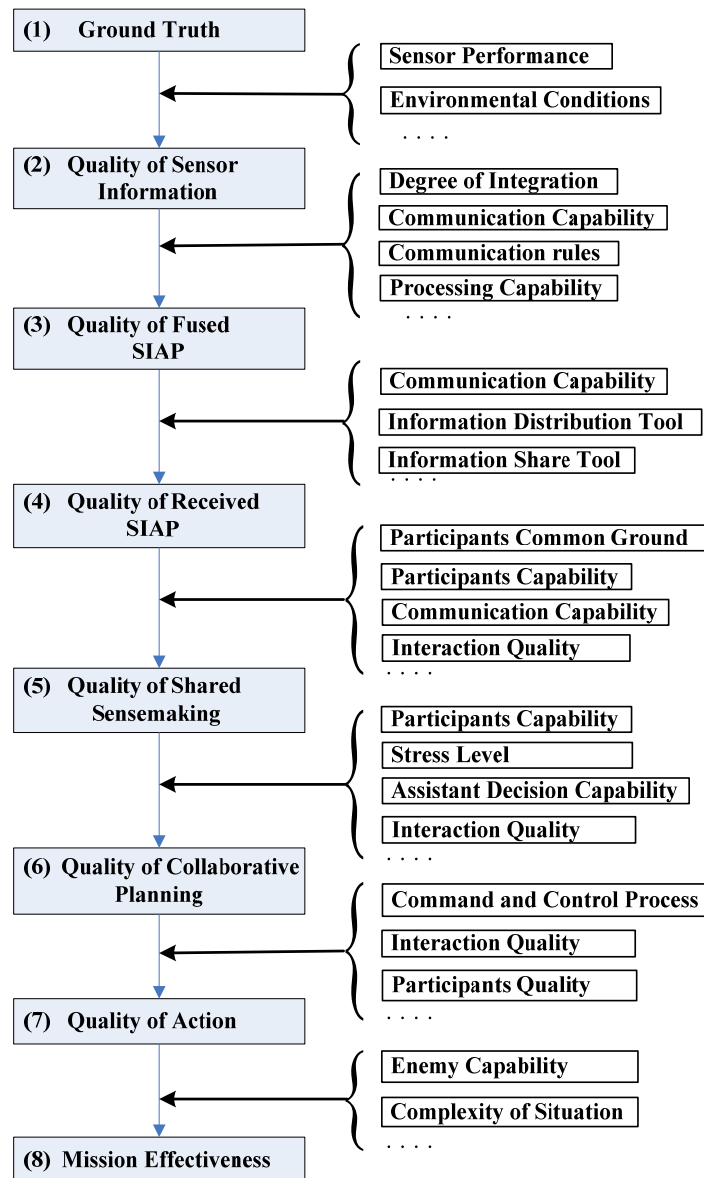 (1) Ground Truth
Sensor Performance
Environmental Conditions
. . . .
(2) Quality of Sensor
Information
Degree of Integration
Communication Capability
Communication rules
Processing Capability
. . . .
(3) Quality of Fused
SIAP
Communication Capability
Information Distribution Tool
Information Share Tool
. . . .
(4) Quality of Received
SIAP
Participants Common Ground
Participants Capability
Communication Capability
Interaction Quality
. . . .
(5) Quality of Shared
Sensemaking
Participants Capability
Stress Level
Assistant Decision Capability
Interaction Quality
. . . .
(6) Quality of Collaborative
Planning
Command and Control Process
Interaction Quality
Participants Quality
. . . .
(7) Quality of Action
Enemy Capability
Complexity of Situation
. . . .
(8) Mission Effectiveness